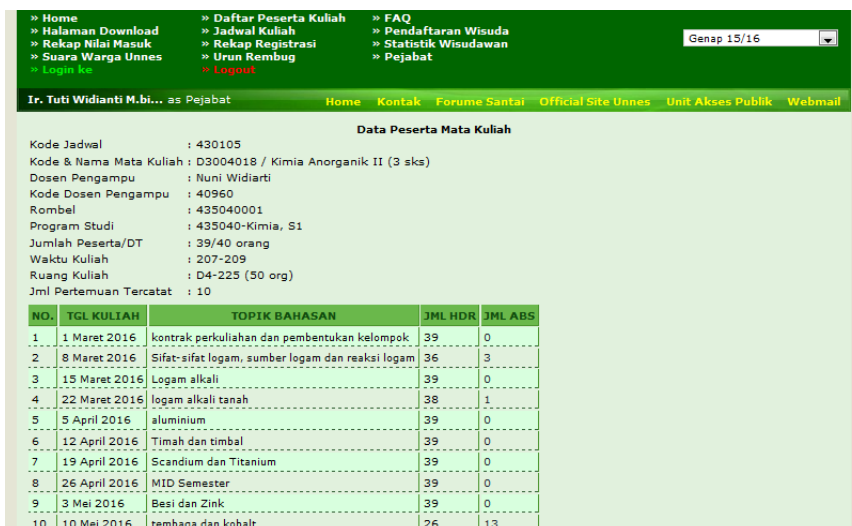 » Home » Daftar Peserta Kuliah » FAQ
» Halaman Download » Jadwal Kuliah » Pendaftaran Wisuda
» Rekap Nilai Masuk » Rekap Registrasi » Statistik Wisudawan
» Suara Warga Unnes » Urun Rembug » Pejabat
» Login ke » Logout
Genap 15/16
Ir. Tuti Widianti M.bi... as Pejabat Home Kontak Forume Santai Official Site Unnes Unit Akses Publik Webmail
Data Peserta Mata Kuliah
Kode Jadwal : 430105
Kode & Nama Mata Kuliah : D3004018 / Kimia Anorganik II (3 sks)
Dosen Pengampu : Nuni Widiarti
Kode Dosen Pengampu : 40960
Rombel : 435040001
Program Studi : 435040-Kimia, S1
Jumlah Peserta/DT : 39/40 orang
Waktu Kuliah : 207-209
Ruang Kuliah : D4-225 (50 org)
Jml Pertemuan Tercatat : 10
NO. TGL KULIAH TOPIK BAHASAN JML HDR JML ABS
1 1 Maret 2016 kontrak perkuliahan dan pembentukan kelompok 39 0
2 8 Maret 2016 Sifat-sifat logam, sumber logam dan reaksi logam 36 3
3 15 Maret 2016 Logam alkali 39 0
4 22 Maret 2016 logam alkali tanah 38 1
5 5 April 2016 aluminium 39 0
6 12 April 2016 Timah dan timbal 39 0
7 19 April 2016 Scandium dan Titanium 39 0
8 26 April 2016 MID Semester 39 0
9 3 Mei 2016 Besi dan Zink 39 0
10 10 Mei 2016 tembaga dan kobalt 26 13